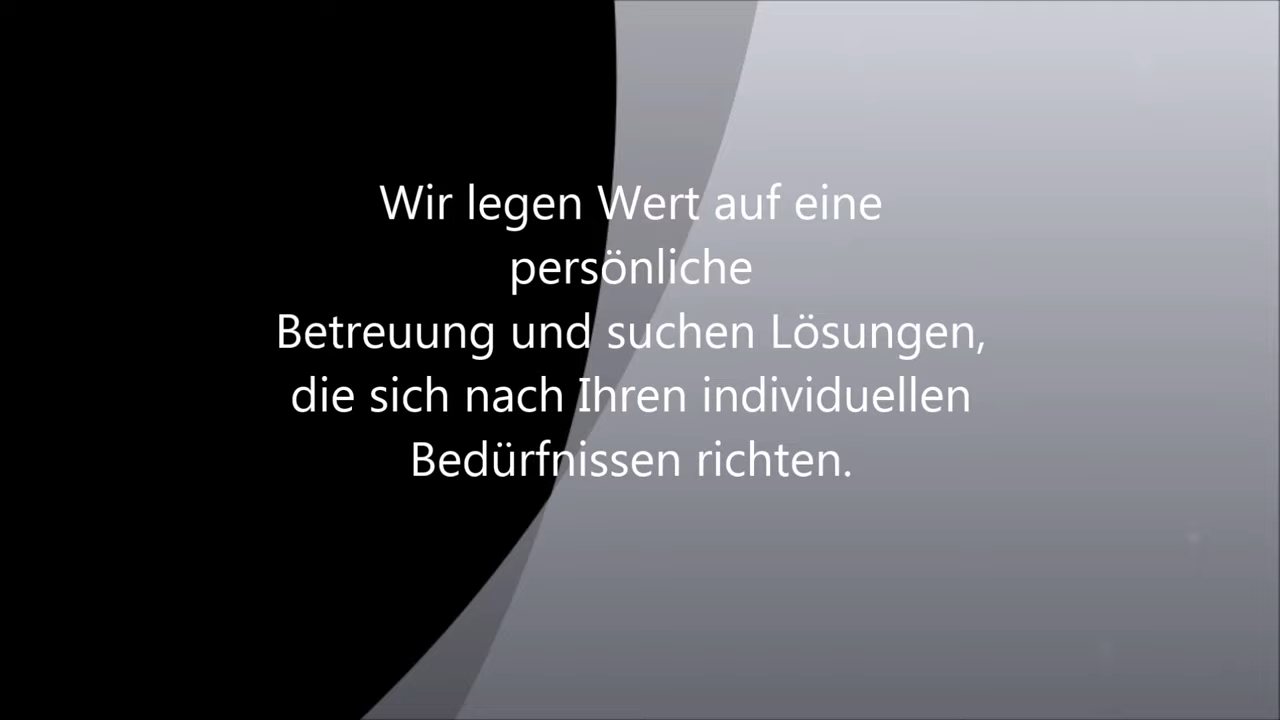 Wir legen Wert auf eine
persönliche
Betreuung und suchen Lösungen,
die sich nach Ihren individuellen
Bedürfnissen richten.